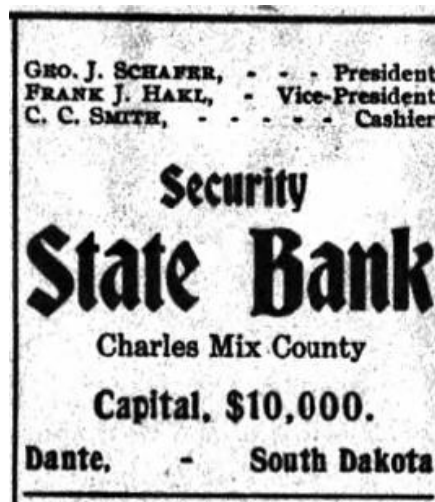 GEO. J. SCHAFER, - - - President
FRANK J. HAKL, - Vice-President
C. C. SMITH, - - - - - Cashier
Security
State Bank
Charles Mix County
Capital, $10,000.
Dante, - South Dakota